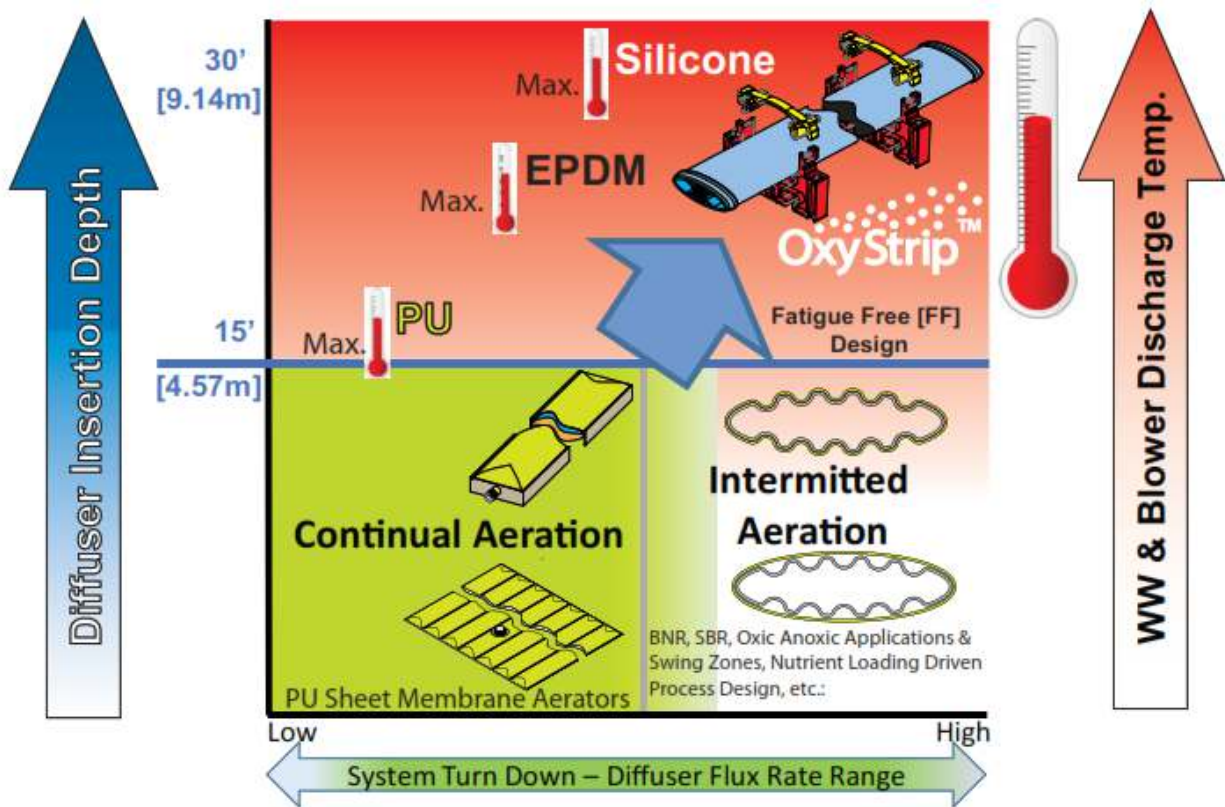 Diffuser Insertion Depth
30’
[9.14m]
15’
[4.57m]
Max.
Silicone
Max.
EPDM
Max.
PU
OxyStrip™
Fatigue Free [FF]
Design
Continual Aeration
PU Sheet Membrane Aerators
Intermitted
Aeration
BNR, SBR, Oxic Anoxic Applications &
Swing Zones, Nutrient Loading Driven
Process Design, etc.:
Low
High
System Turn Down – Diffuser Flux Rate Range
WW & Blower Discharge Temp.